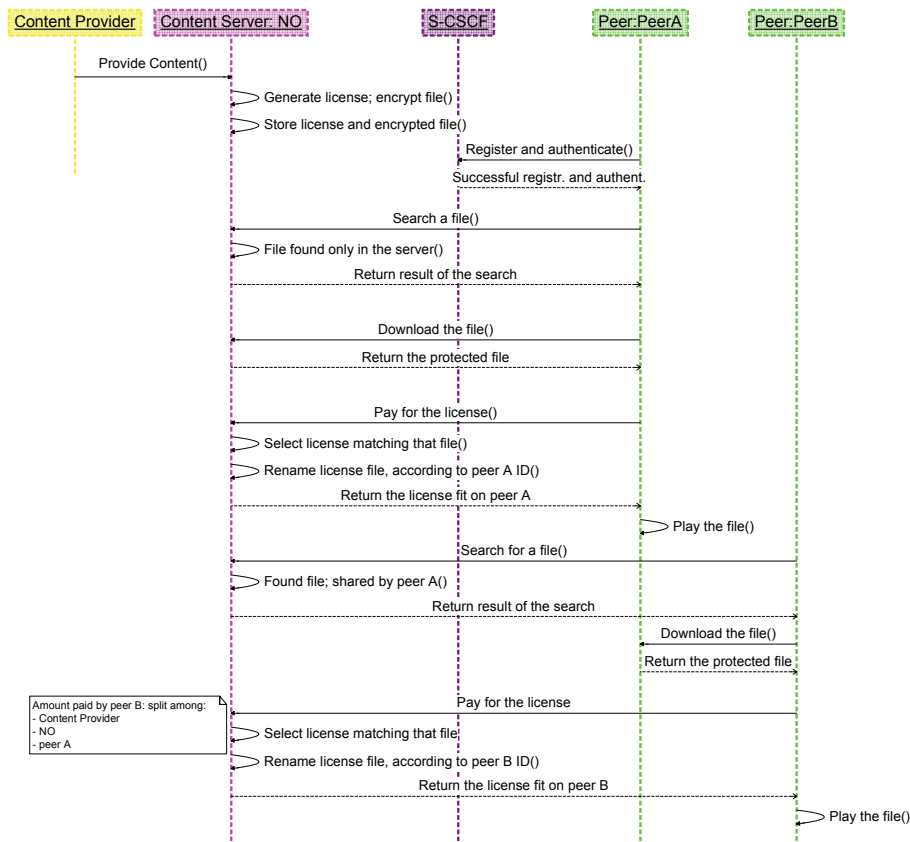 Content Provider
Content Server: NO
S-CSCF
Peer:PeerA
Peer:PeerB
Provide Content()
Generate license; encrypt file()
Store license and encrypted file()
Register and authenticate()
Successful registr. and authent.
Search a file()
File found only in the server()
Return result of the search
Download the file()
Return the protected file
Pay for the license()
Select license matching that file()
Rename license file, according to peer A ID()
Return the license fit on peer A
Play the file()
Search for a file()
Found file; shared by peer A()
Return result of the search
Download the file()
Return the protected file
Pay for the license
Amount paid by peer B: split among:
- Content Provider
- NO
- peer A
Select license matching that file
Rename license file, according to peer B ID()
Return the license fit on peer B
Play the file()